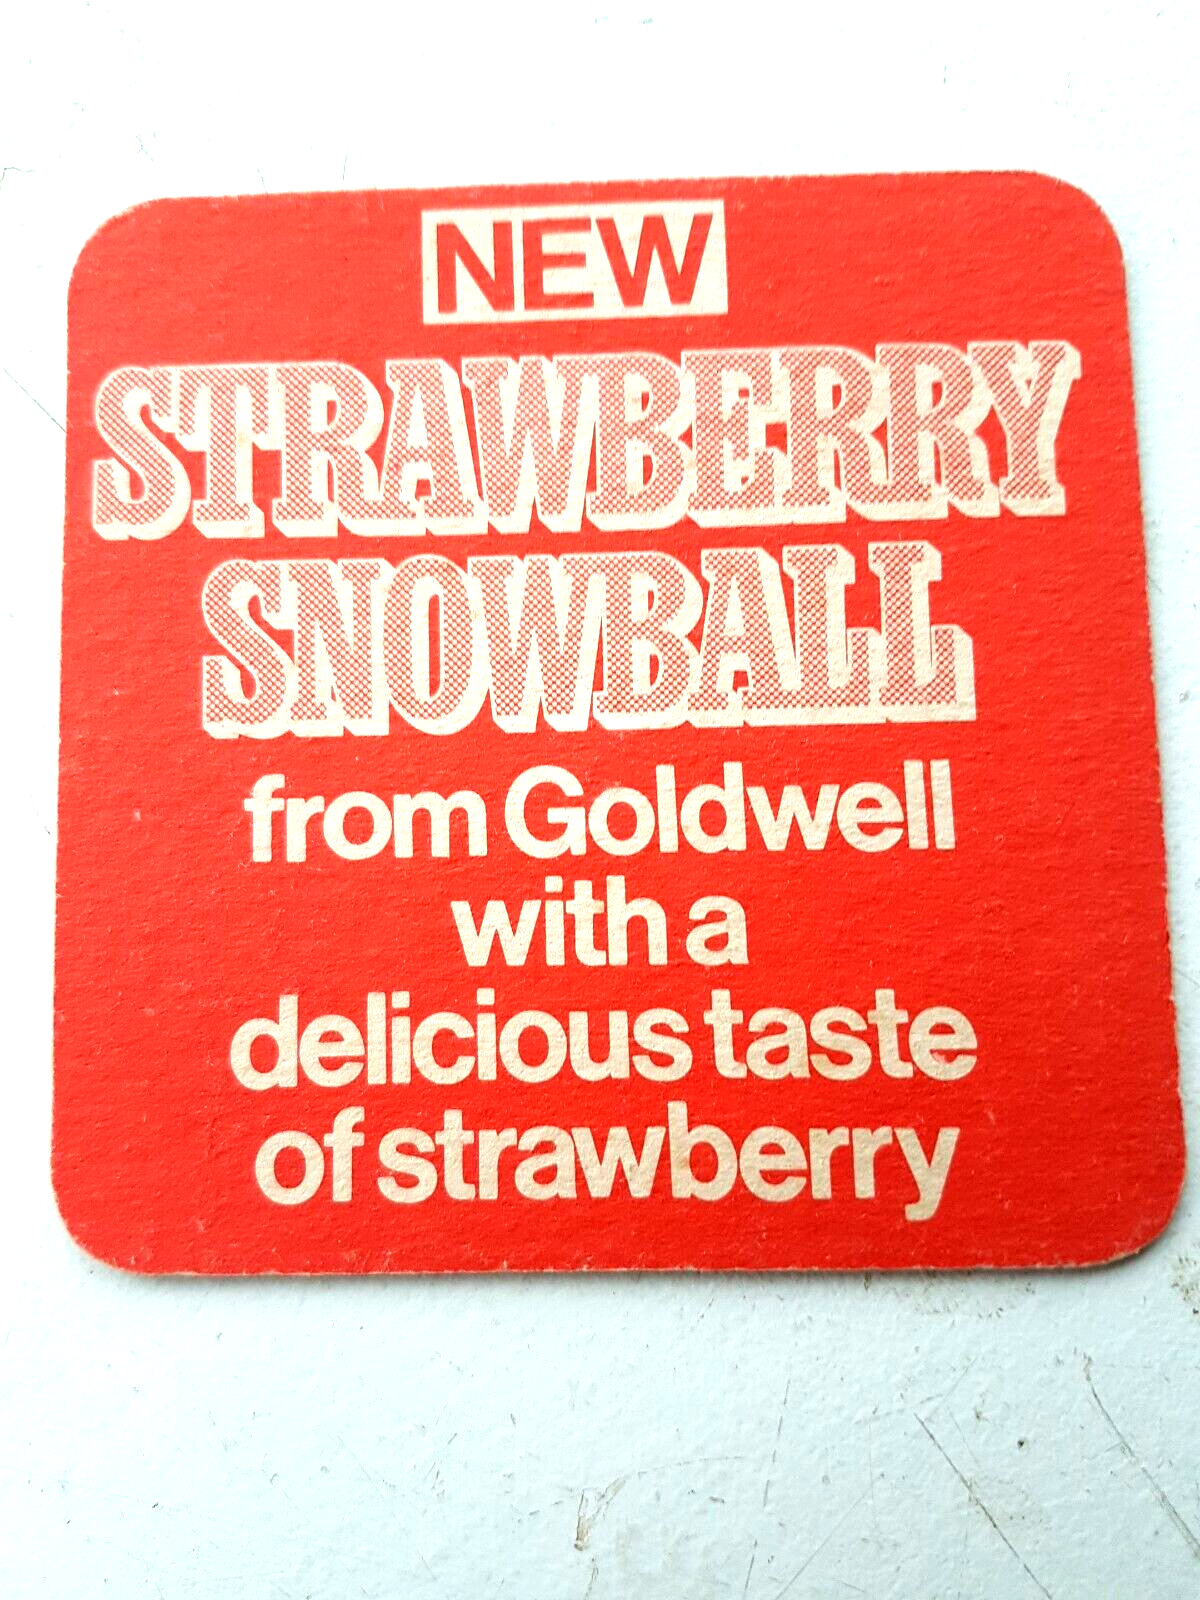 NEW
STRAWBERRY
SNOWBALL
from Goldwell
with a
delicious taste
of strawberry